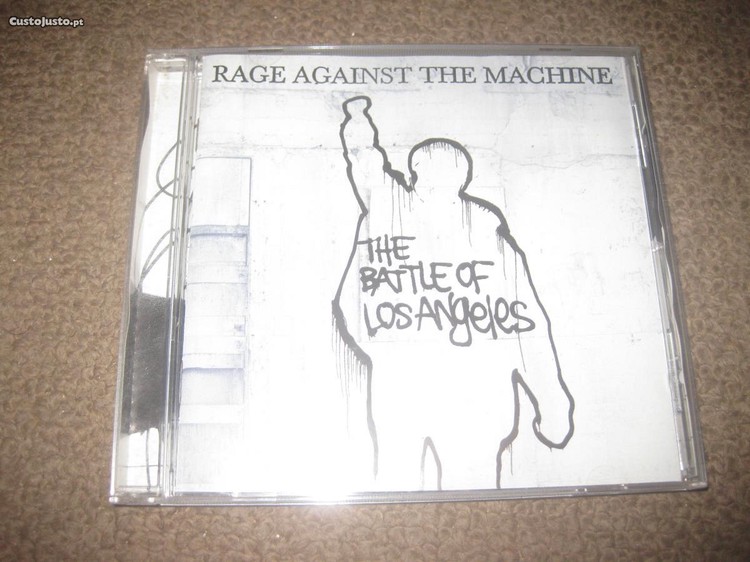 CustoJusto.pt
RAGE AGAINST THE MACHINE
THE
BATTLE OF
LOS ANgeles